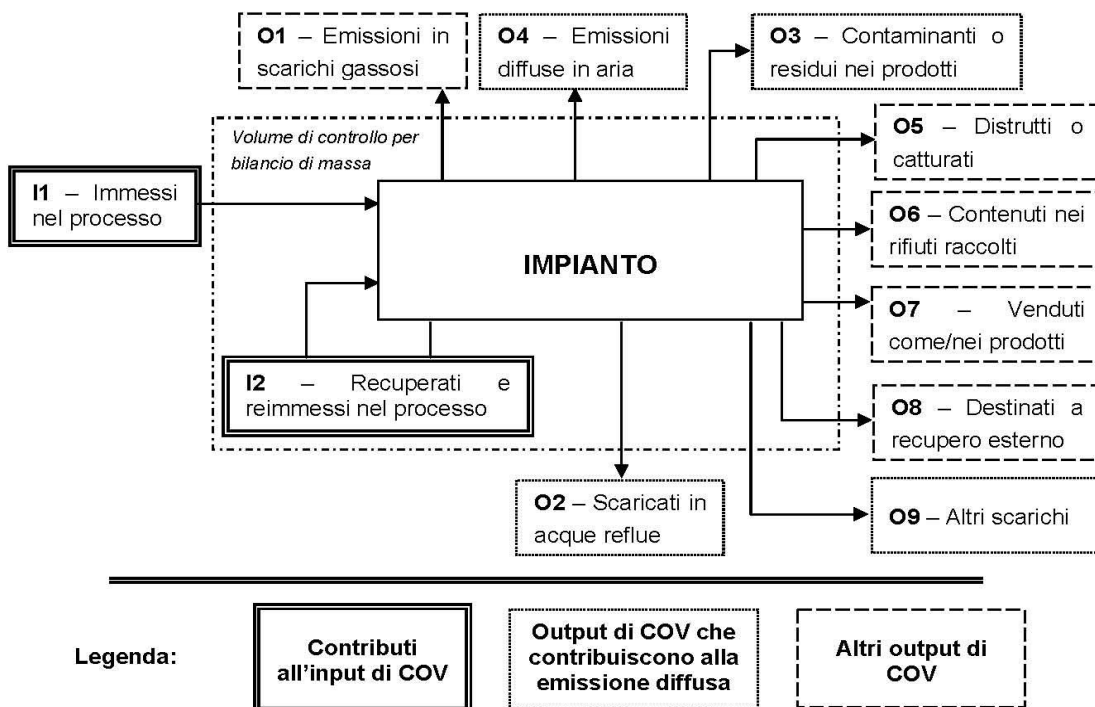 O1 – Emissioni in
scarichi gassosi
O4 – Emissioni
diffuse in aria
O3 – Contaminanti o
residui nei prodotti
Volume di controllo per
bilancio di massa
O5 – Distrutti o
catturati
I1 – Immessi
nel processo
O6 – Contenuti nei
rifiuti raccolti
IMPIANTO
O7 – Venduti
come/nei prodotti
I2 – Recuperati e
reimmessi nel processo
O8 – Destinati a
recupero esterno
O2 – Scaricati in
acque reflue
O9 – Altri scarichi
Legenda:
Contributi
all'input di COV
Output di COV che
contribuiscono alla
emissione diffusa
Altri output di
COV